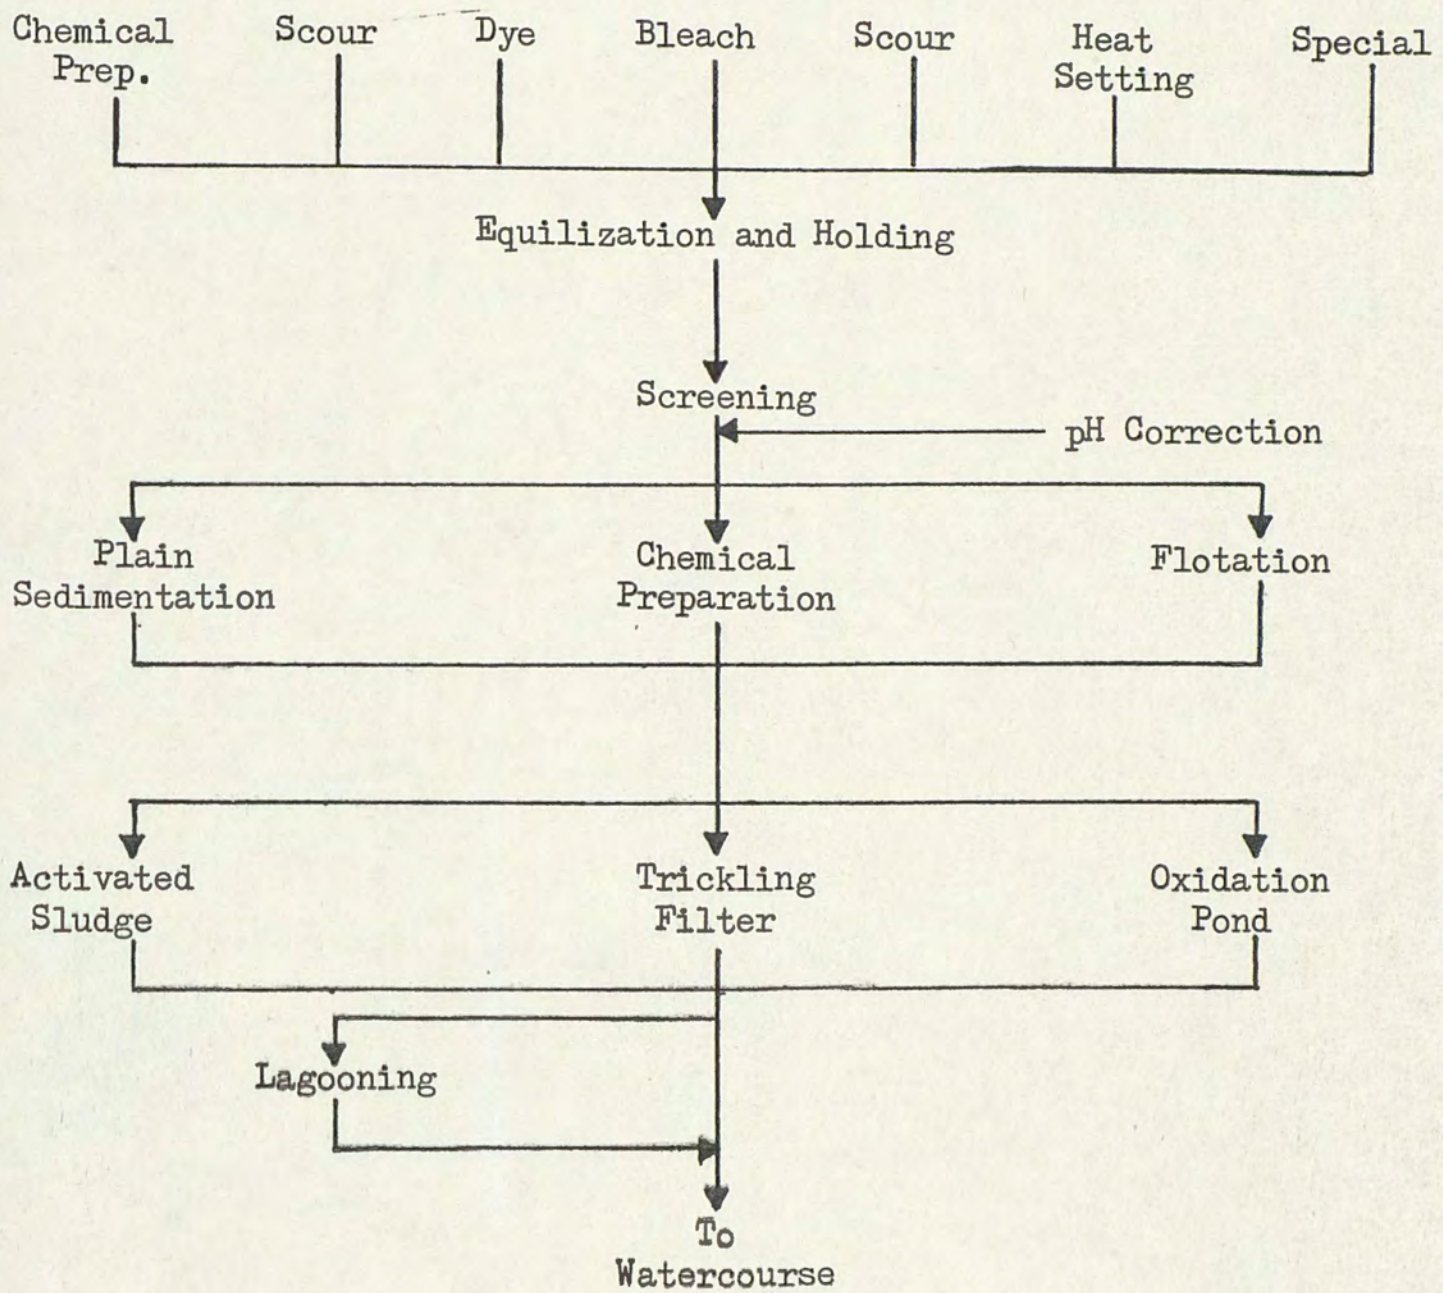 Chemical
Prep.
Scour
Dye
Bleach
Scour
Heat
Setting
Special
Equilization and Holding
Screening
pH Correction
Plain
Sedimentation
Chemical
Preparation
Flotation
Activated
Sludge
Trickling
Filter
Oxidation
Pond
Lagooning
To
Watercourse